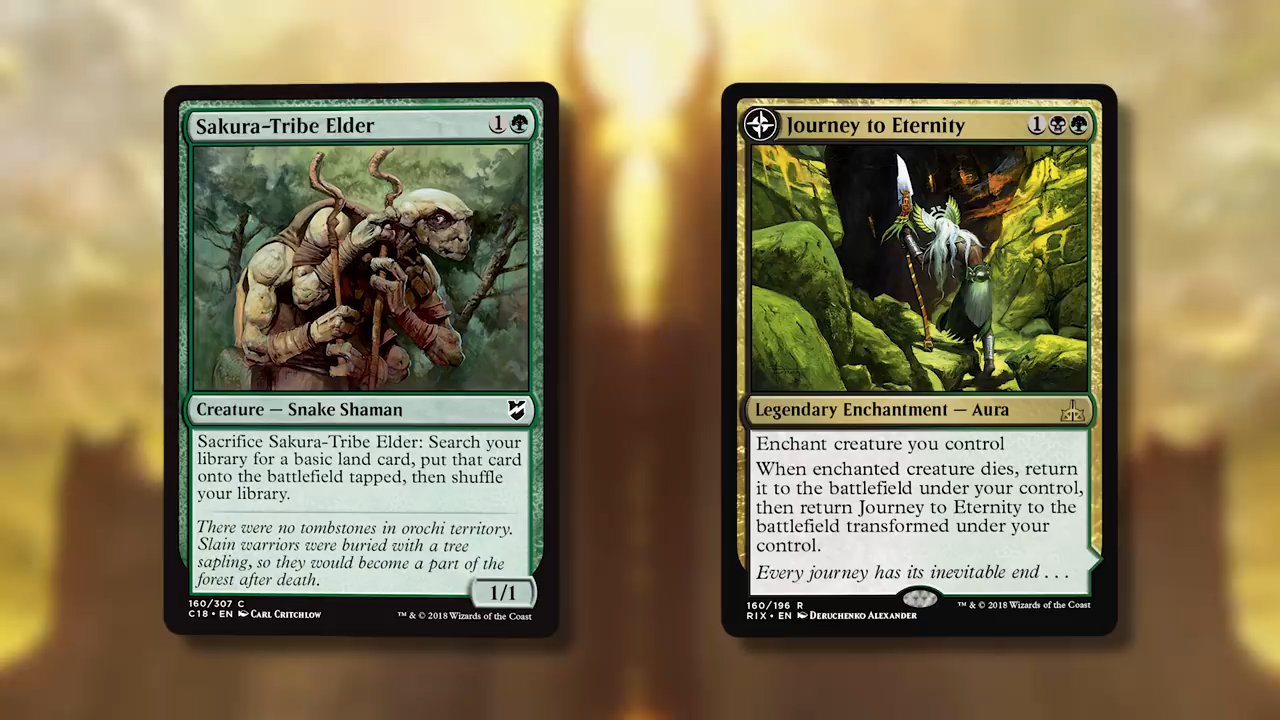 Sakura-Tribe Elder
1
Creature — Snake Shaman
Sacrifice Sakura-Tribe Elder: Search your
library for a basic land card, put that card
onto the battlefield tapped, then shuffle
your library.
There were no tombstones in orochi territory.
Slain warriors were buried with a tree
sapling, so they would become a part of the
forest after death.
1/1
160/307 C
C18 • EN Carl Critchlow
™ & © 2018 Wizards of the Coast
Journey to Eternity
1
Legendary Enchantment — Aura
Enchant creature you control
When enchanted creature dies, return
it to the battlefield under your control,
then return Journey to Eternity to the
battlefield transformed under your
control.
Every journey has its inevitable end . . .
160/196 R
RIX • EN Deruchenko Alexander
™ & © 2018 Wizards of the Coast